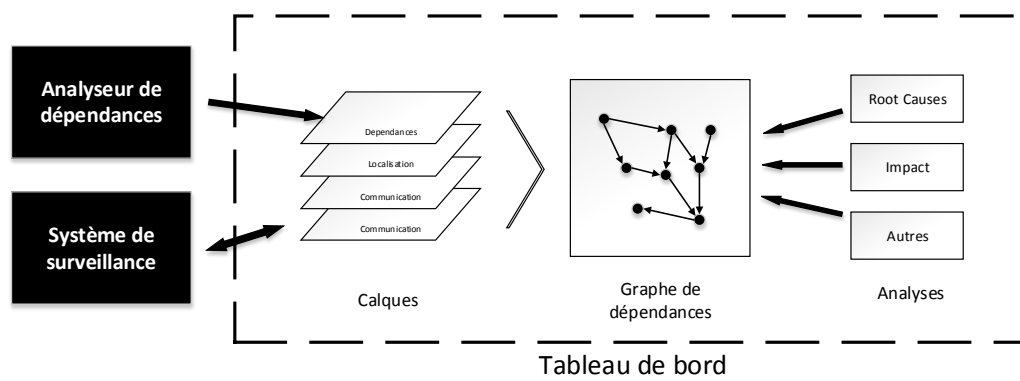 Analyseur de
dépendances
Système de
surveillance
Dependances
Localisation
Communication
Communication
Calques
Graphe de
dépendances
Root Causes
Impact
Autres
Analyses
Tableau de bord